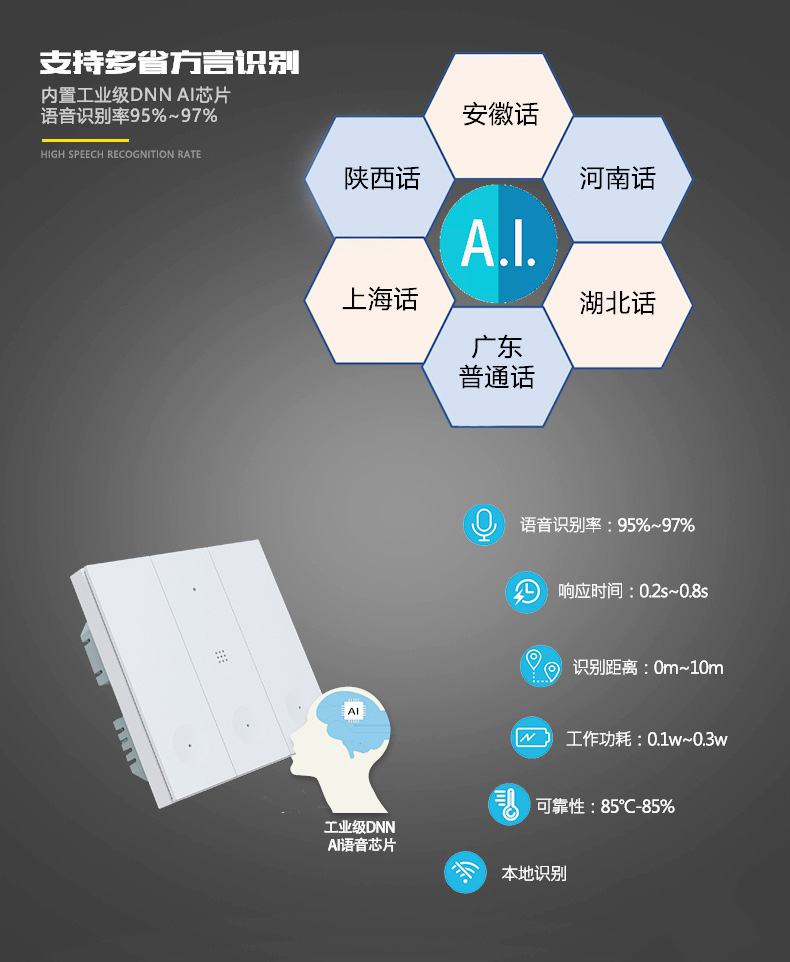 支持多省方言识别
内置工业级DNN AI芯片
语音识别率95%~97%
HIGH SPEECH RECOGNITION RATE
安徽话
陕西话
河南话
A.I.
上海话
湖北话
广东
普通话
语音识别率：95%~97%
响应时间：0.2s~0.8s
识别距离：0m~10m
工作功耗：0.1w~0.3w
可靠性：85℃-85%
本地识别
AI
工业级DNN
AI语音芯片